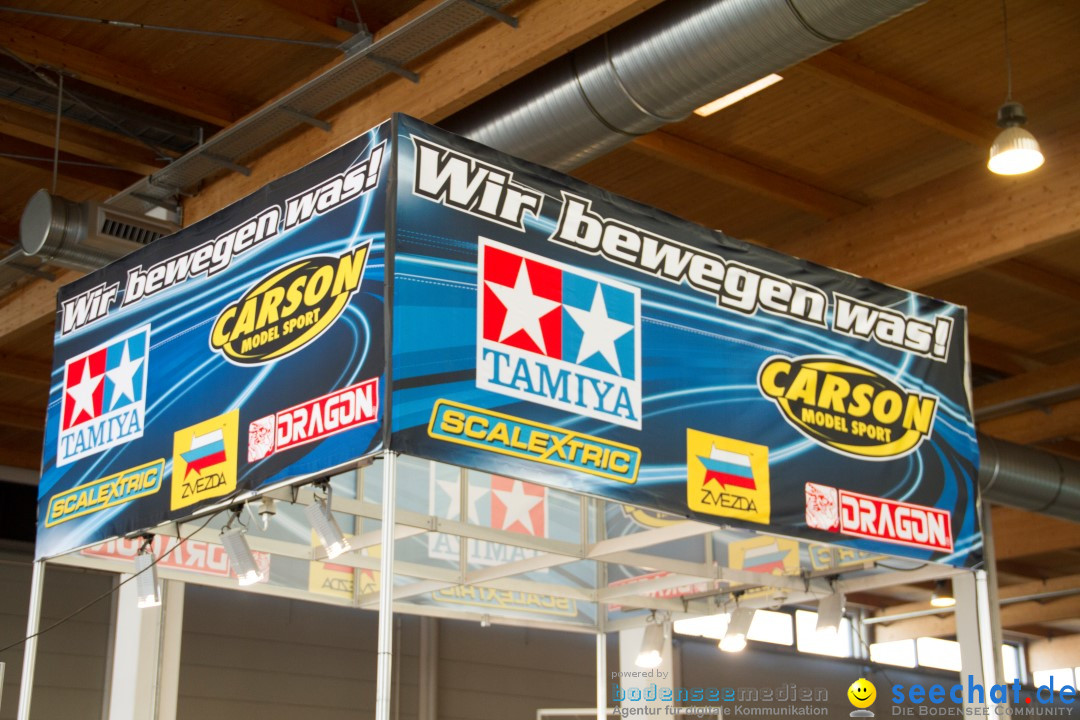 Wir bewegen was!
TAMIYA
CARSON
MODEL SPORT
SCALEXTRIC
ZVEZDA
DRAGON
Wir bewegen was!
TAMIYA
CARSON
MODEL SPORT
SCALEXTRIC
ZVEZDA
DRAGON
powered by
bodenseemedien
Agentur für digitale Kommunikation
seechat.de
Die Bodensee Community